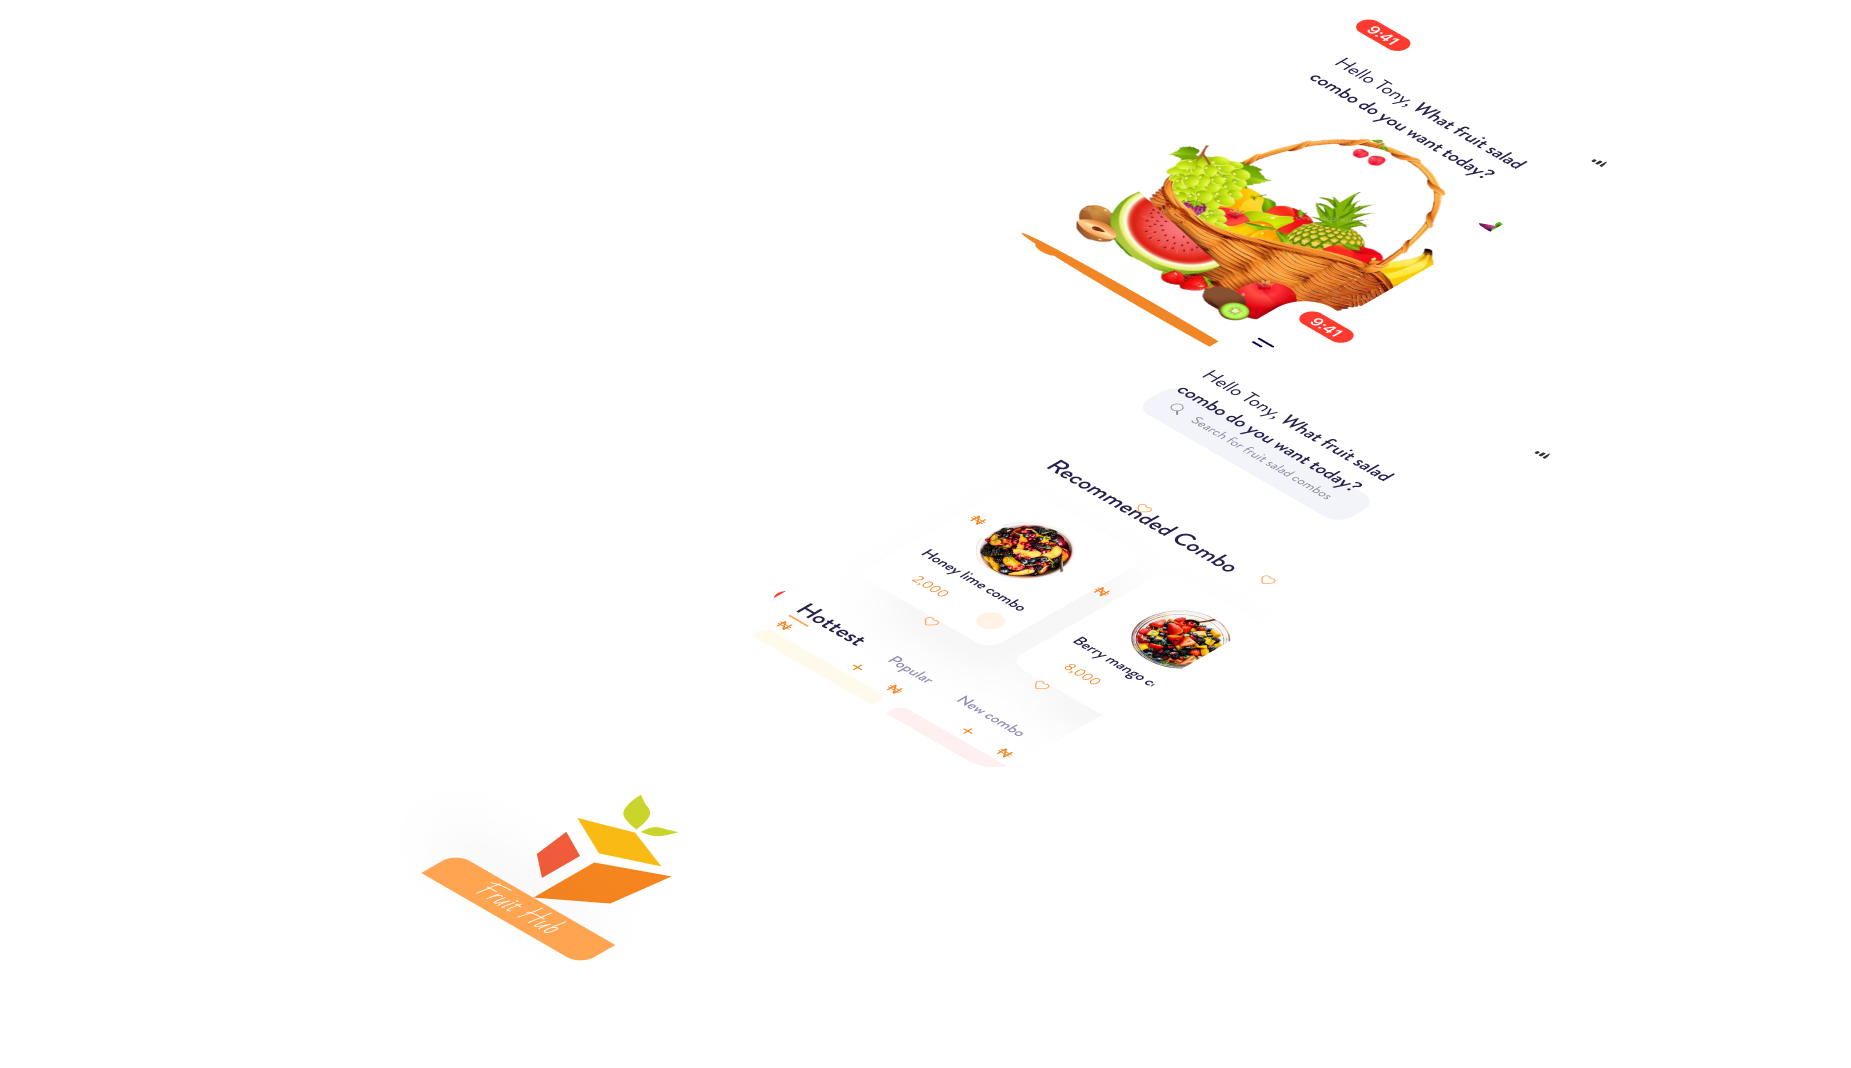 9:41
Hello Tony, What fruit salad
combo do you want today?
9:41
Hello Tony, What fruit salad
combo do you want today?
Search for fruit salad combos
Recommended Combo
₦
Honey lime combo
2,000
₦
Berry mango
8,000
Hottest
Popular
New combo
₦
+
₦
+
₦
Fruit Hub